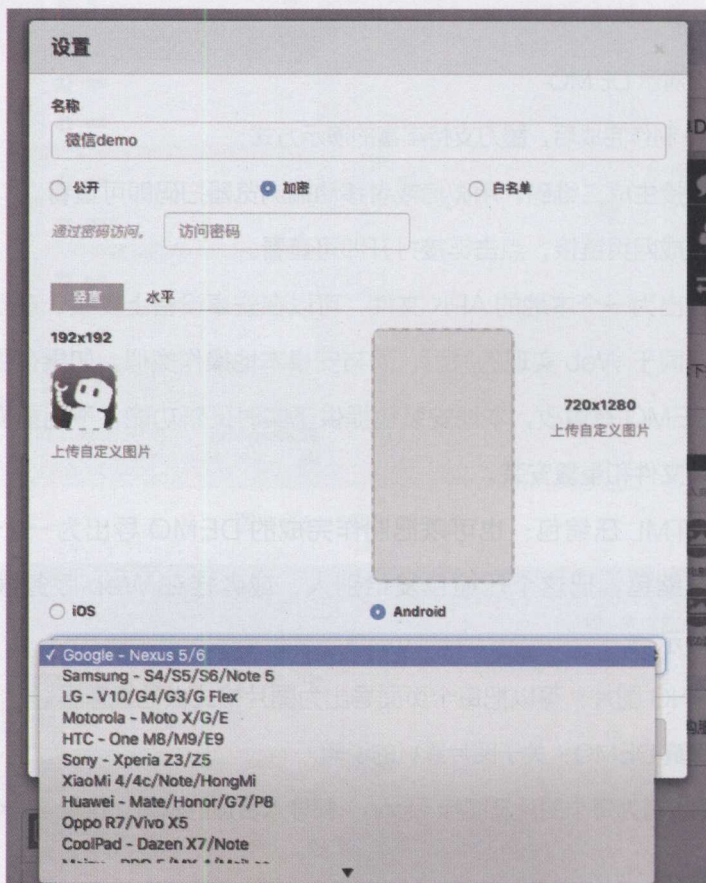 设置
名称
微信demo
公开 加密 白名单
通过密码访问。 访问密码
竖直 水平
192x192
上传自定义图片
720x1280
上传自定义图片
iOS Android
✓ Google - Nexus 5/6
Samsung - S4/S5/S6/Note 5
LG - V10/G4/G3/G Flex
Motorola - Moto X/G/E
HTC - One M8/M9/E9
Sony - Xperia Z3/Z5
XiaoMi 4/4c/Note/HongMi
Huawei - Mate/Honor/G7/P8
Oppo R7/Vivo X5
CoolPad - Dazen X7/Note